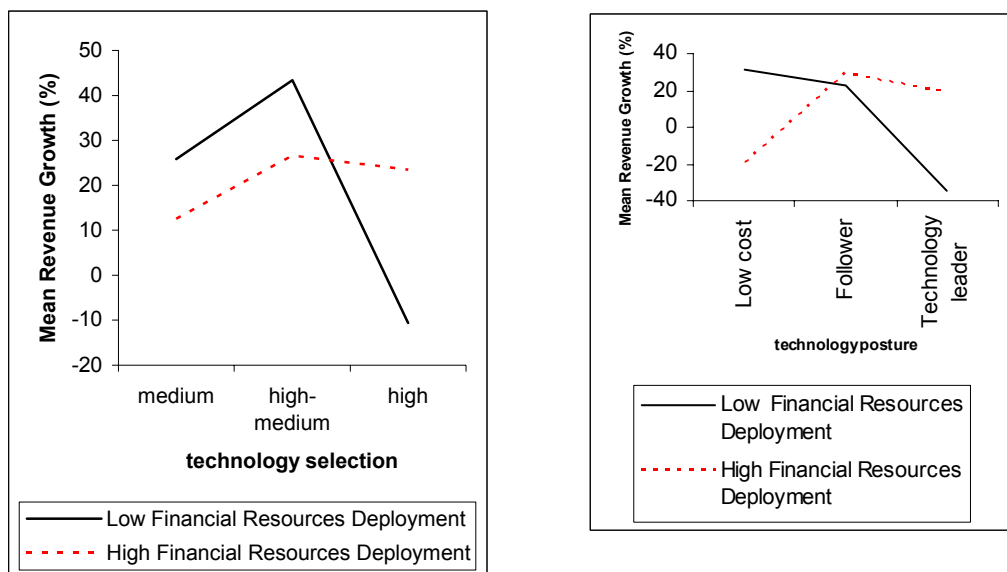 50
40
30
20
10
0
-10
-20
Mean Revenue Growth (%)
medium
high-
medium
high
technology selection
Low Financial Resources Deployment
High Financial Resources Deployment
40
20
0
-20
-40
Mean Revenue Growth (%)
Low cost
Follower
Technology
leader
technologyposture
Low Financial Resources
Deployment
High Financial Resources
Deployment